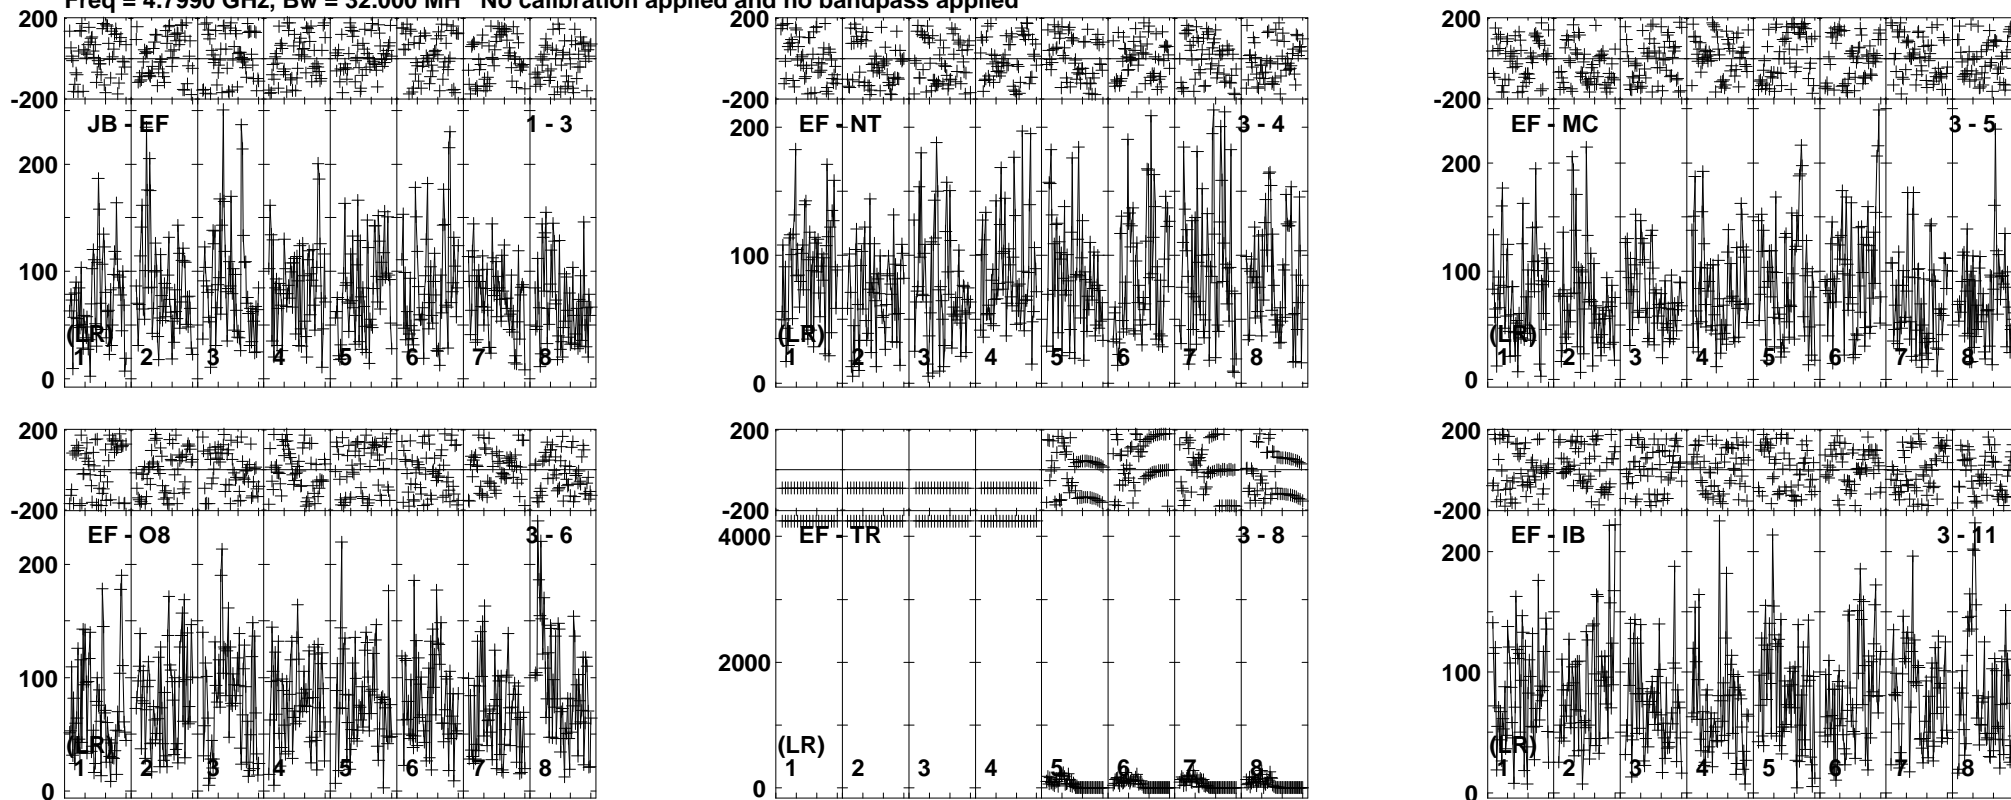 Freq = 4.7990 GHz, Bw = 32.000 MH No calibration applied and no bandpass applied
200 200 200
-200 -200 -200
JB - EF 1 - 3 EF - NT 3 - 4 EF - MC 3 - 5
200 200 200
100 100 100
(LR) (LR) (LR)
1 2 3 4 5 6 7 8 1 2 3 4 5 6 7 8 1 2 3 4 5 6 7 8
0 0 0
200 200 200
-200 -200 -200
EF - O8 3 - 6 EF - TR 3 - 8 EF - IB 3 - 11
200 4000 200
100 2000 100
(LR) (LR) (LR)
1 2 3 4 5 6 7 8 1 2 3 4 5 6 7 8 1 2 3 4 5 6 7 8
0 0 0